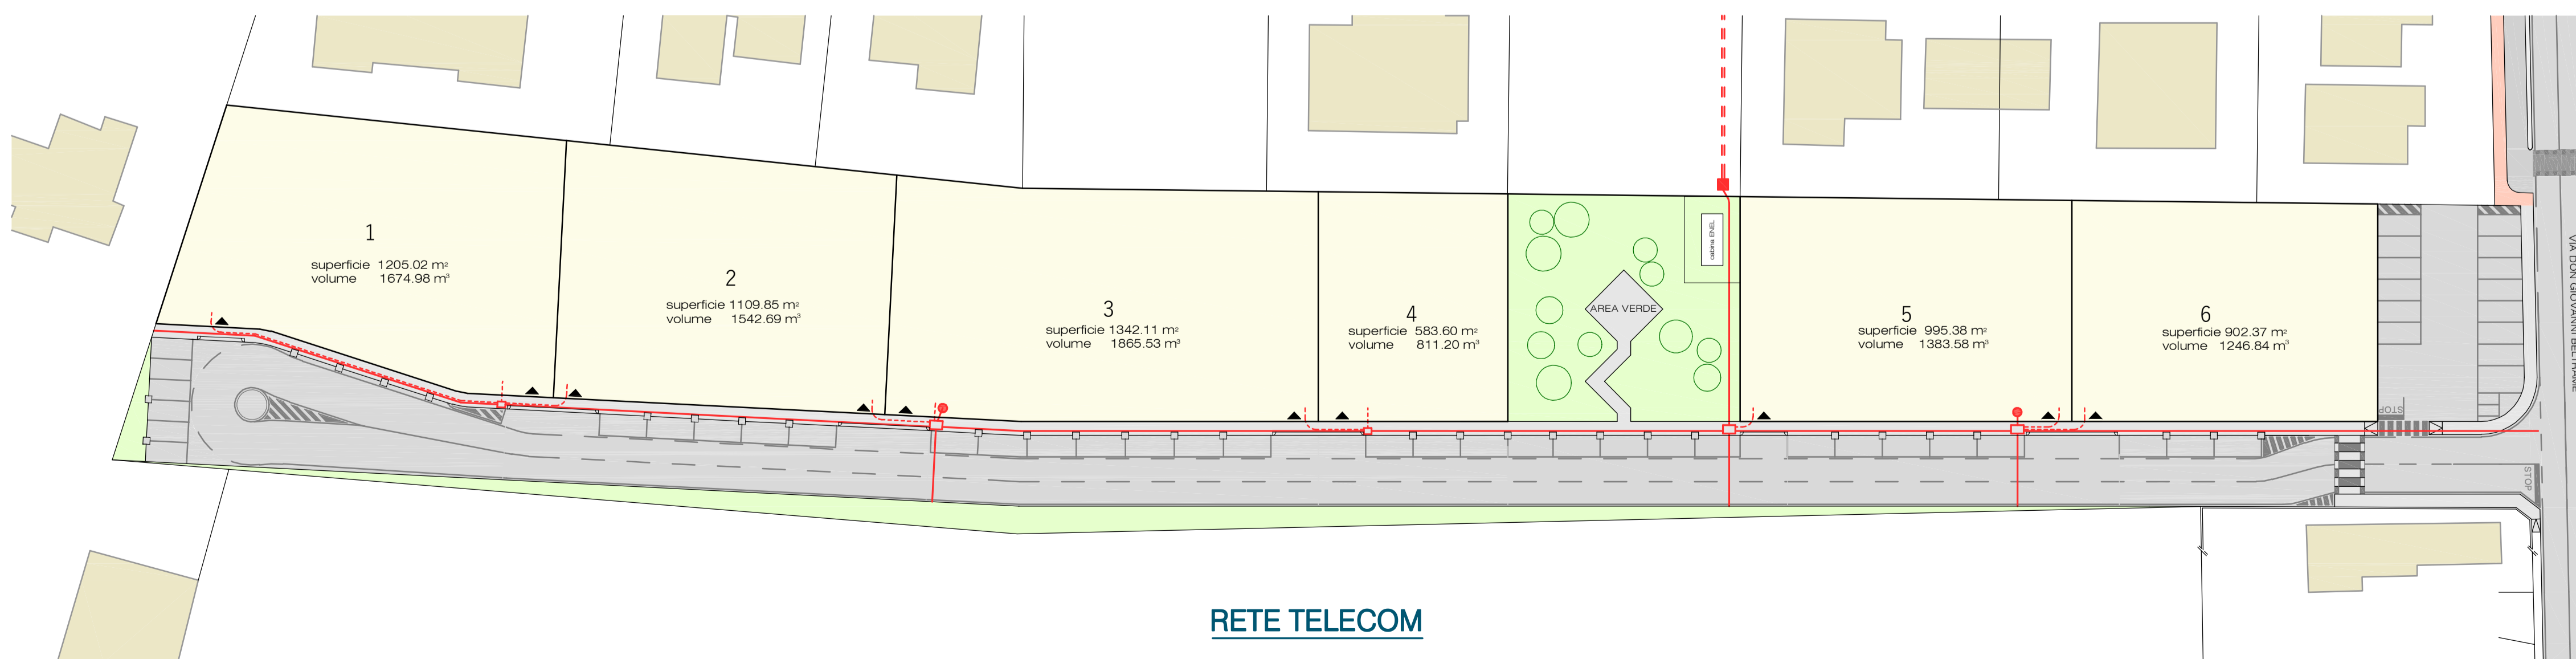 1
superficie 1205.02 m²
volume 1674.98 m³
2
superficie 1109.85 m²
volume 1542.69 m³
3
superficie 1342.11 m²
volume 1865.53 m³
4
superficie 583.60 m²
volume 811.20 m³
AREA VERDE
cabina ENEL
5
superficie 995.38 m²
volume 1383.58 m³
6
superficie 902.37 m²
volume 1246.84 m³
STOP
STOP
VIA DON GIOVANNI BELTRAME
RETE TELECOM